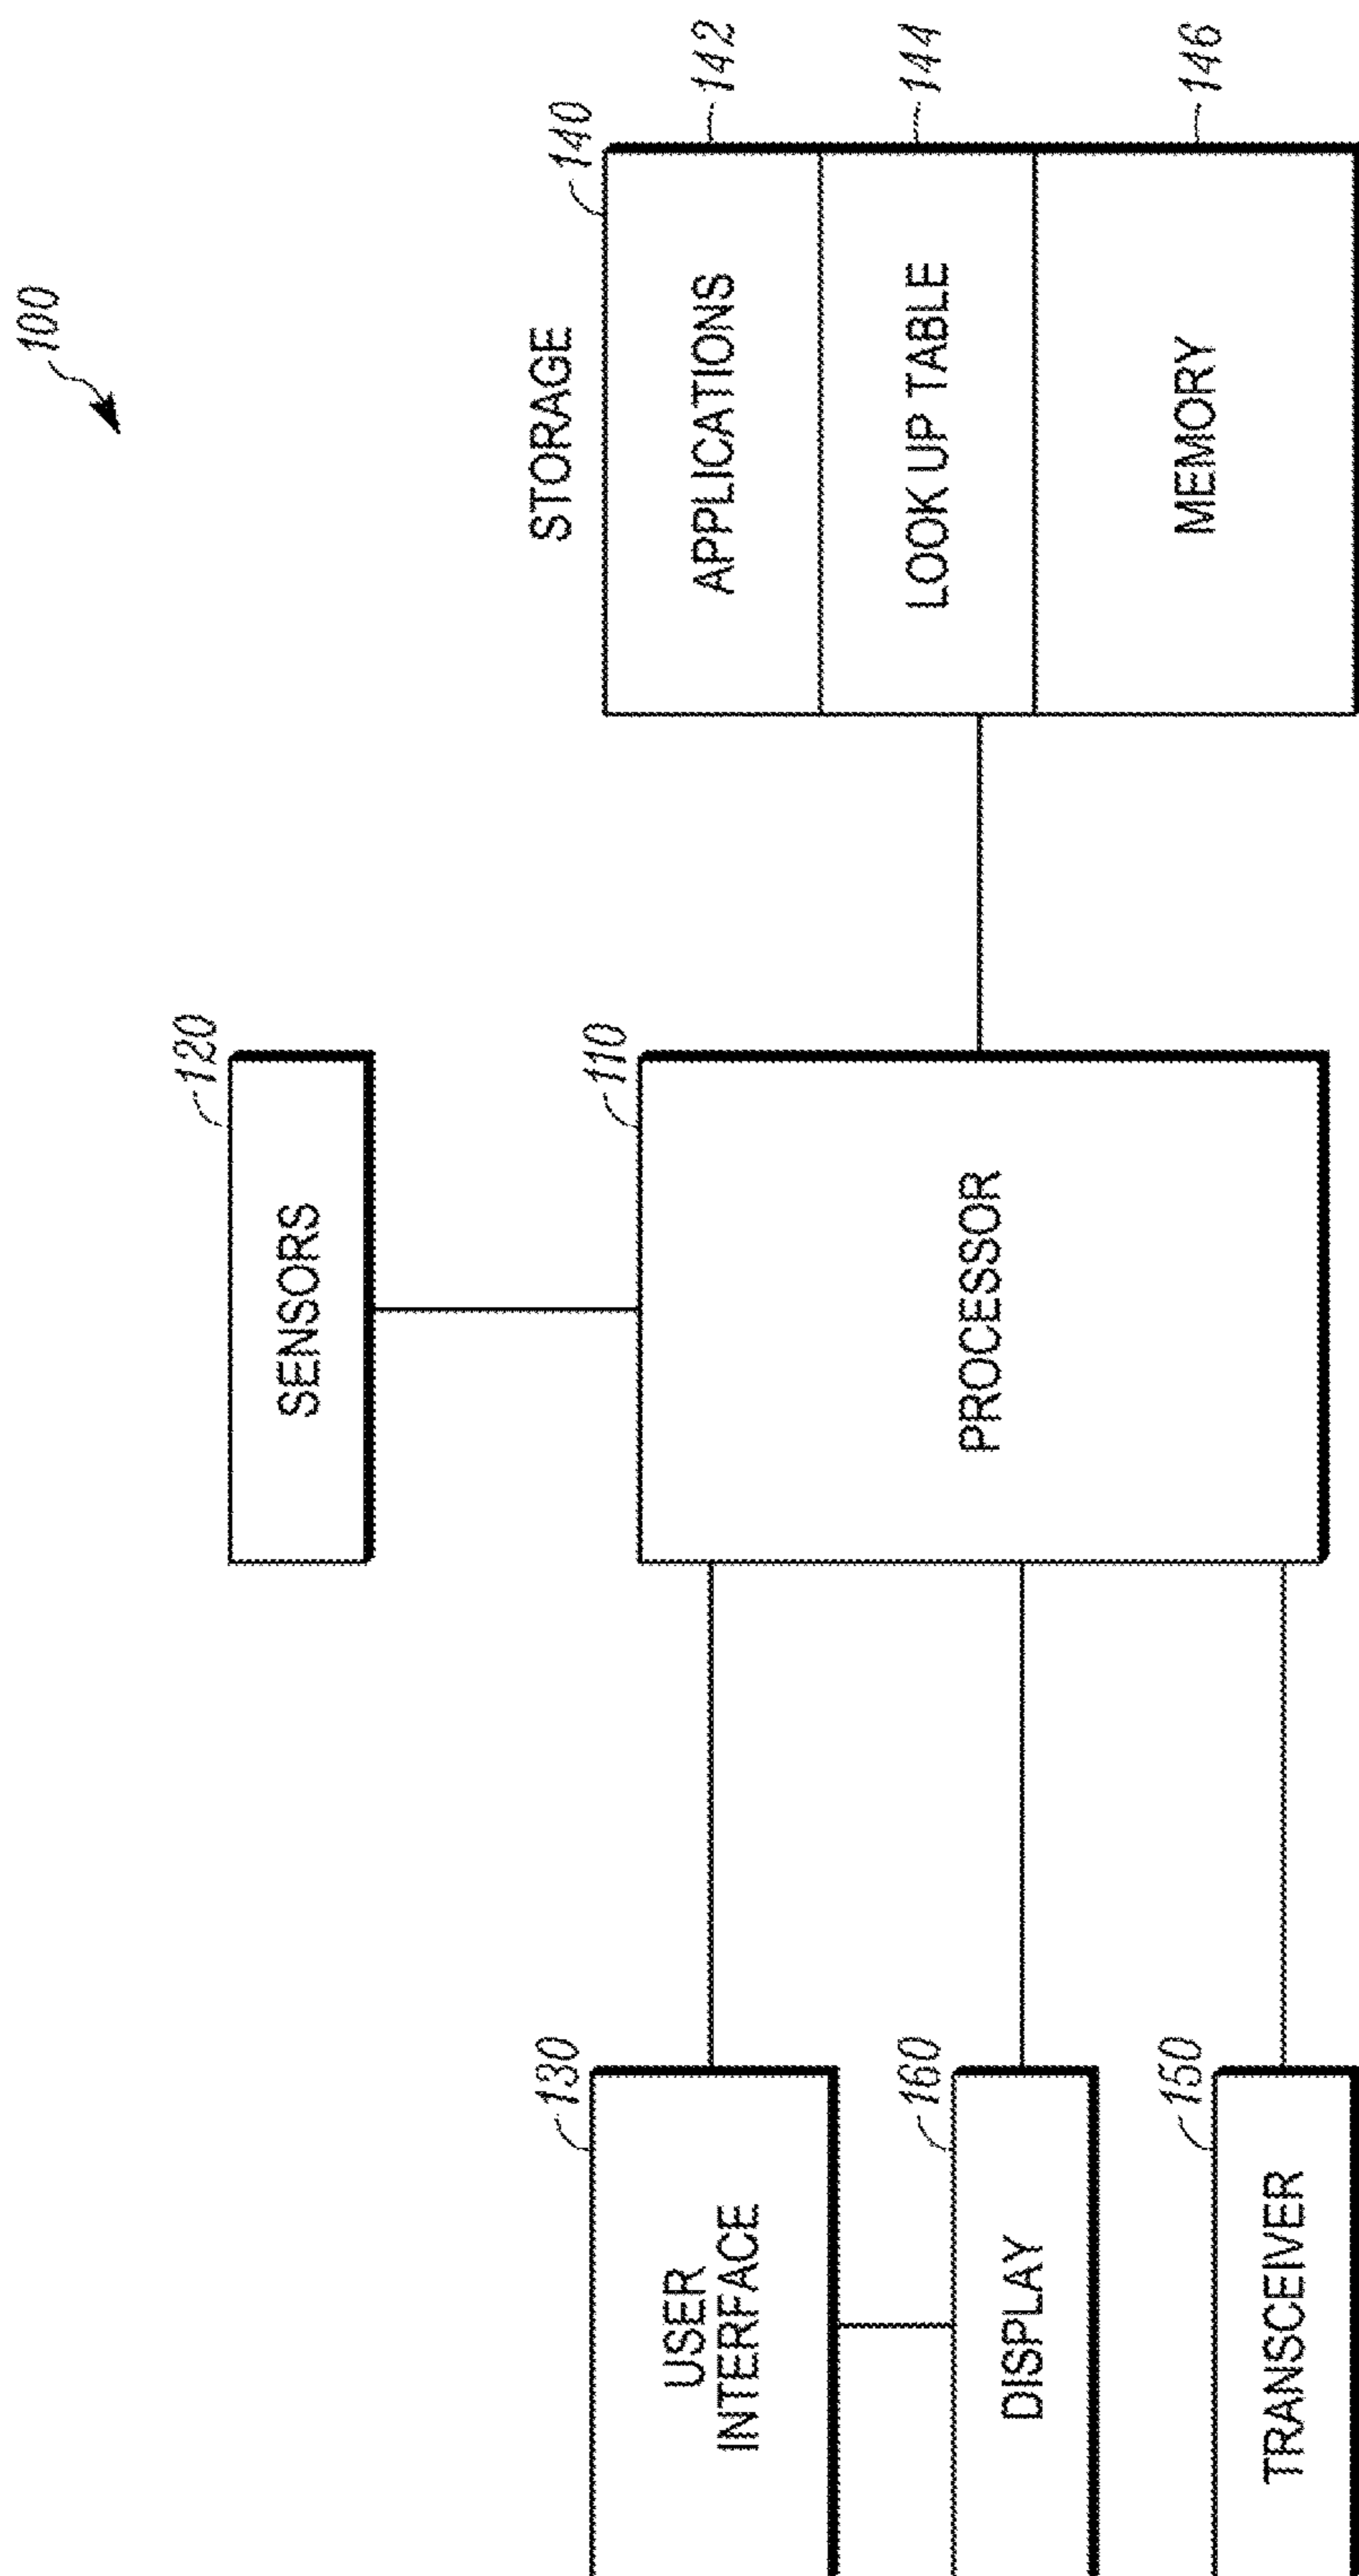 100
120
SENSORS
STORAGE
130
110
140
USER
INTERFACE
APPLICATIONS
142
160
DISPLAY
PROCESSOR
LOOK UP TABLE
144
150
TRANSCEIVER
MEMORY
146